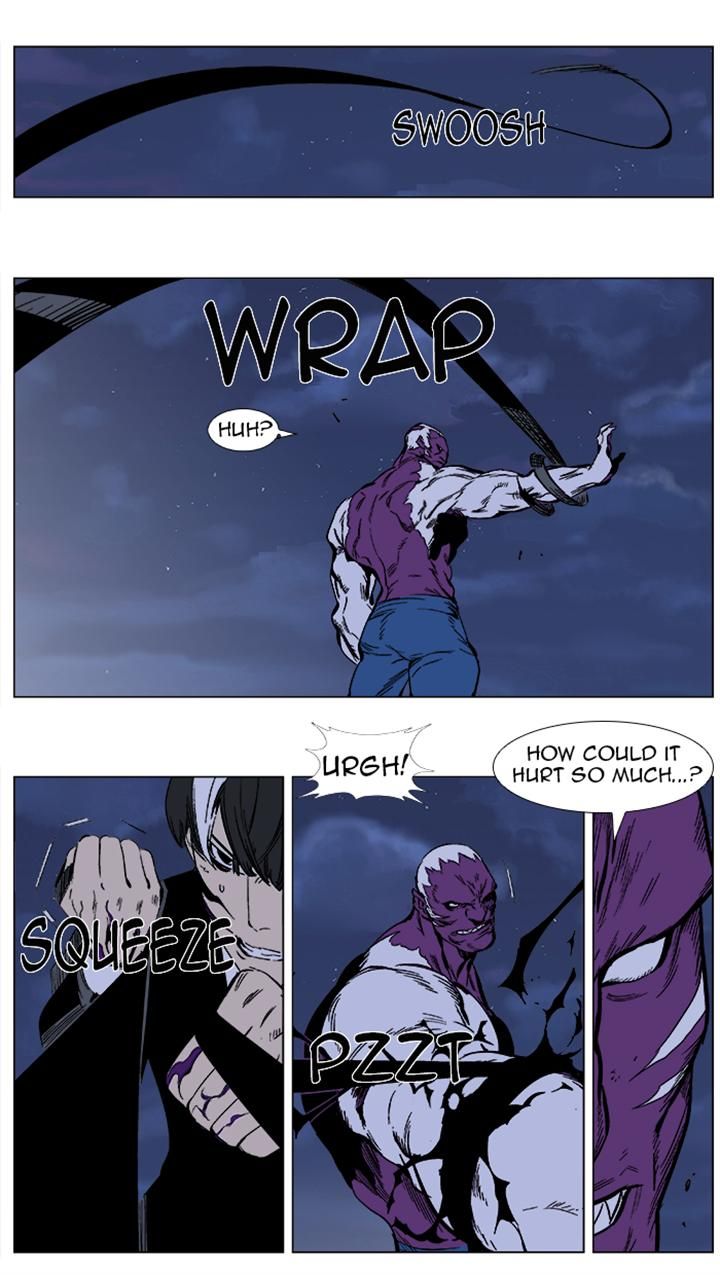 SWOOSH
WRAP
HUH?
URGH!
HOW COULD IT
HURT SO MUCH...?
SQUEEZE
PZZT